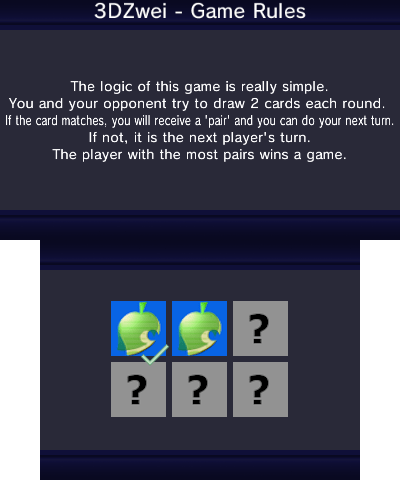 3DZwei - Game Rules
The logic of this game is really simple.
You and your opponent try to draw 2 cards each round.
If the card matches, you will receive a 'pair' and you can do your next turn.
If not, it is the next player's turn.
The player with the most pairs wins a game.
?
? ? ?